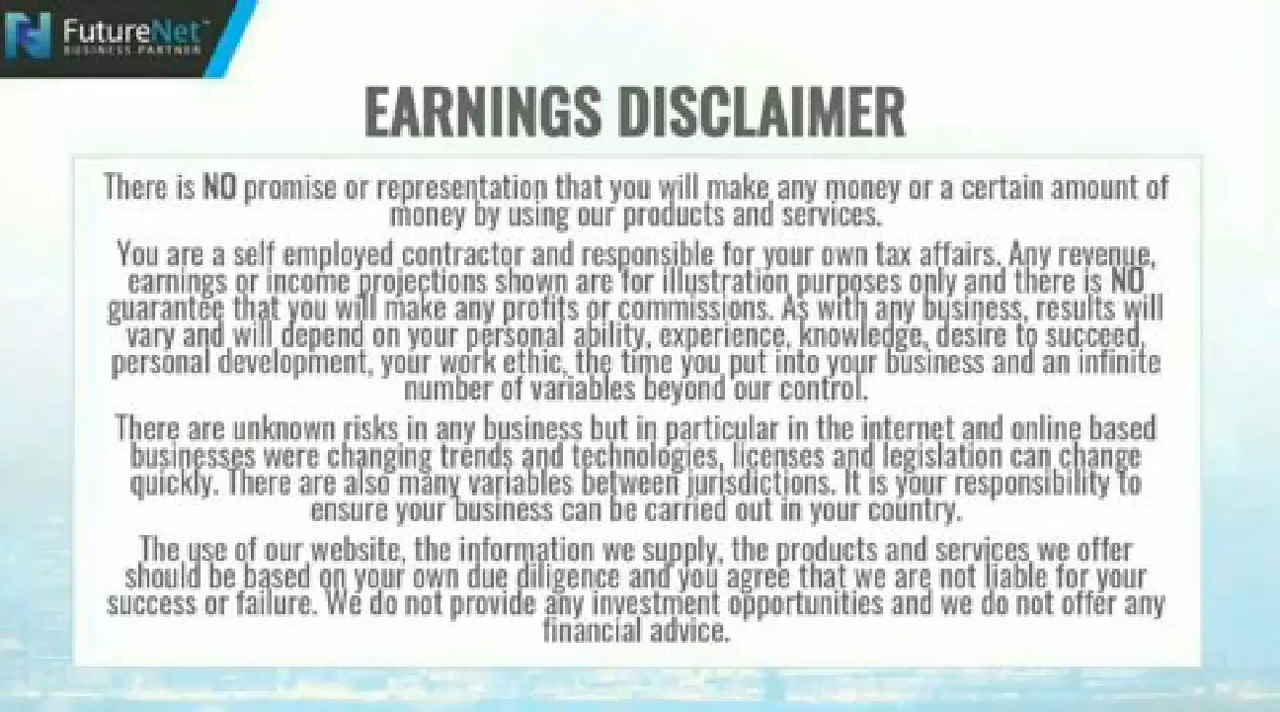 FutureNet™
BUSINESS PARTNER
EARNINGS DISCLAIMER
There is NO promise or representation that you will make any money or a certain amount of
money by using our products and services.
You are a self employed contractor and responsible for your own tax affairs. Any revenue,
earnings or income projections shown are for illustration purposes only and there is NO
guarantee that you will make any profits or commissions. As with any business, results will
vary and will depend on your personal ability, experience, knowledge, desire to succeed,
personal development, your work ethic, the time you put into your business and an infinite
number of variables beyond our control.
There are unknown risks in any business but in particular in the internet and online based
businesses were changing trends and technologies, licenses and legislation can change
quickly. There are also many variables between jurisdictions. It is your responsibility to
ensure your business can be carried out in your country.
The use of our website, the information we supply, the products and services we offer
should be based on your own due diligence and you agree that we are not liable for your
success or failure. We do not provide any investment opportunities and we do not offer any
financial advice.